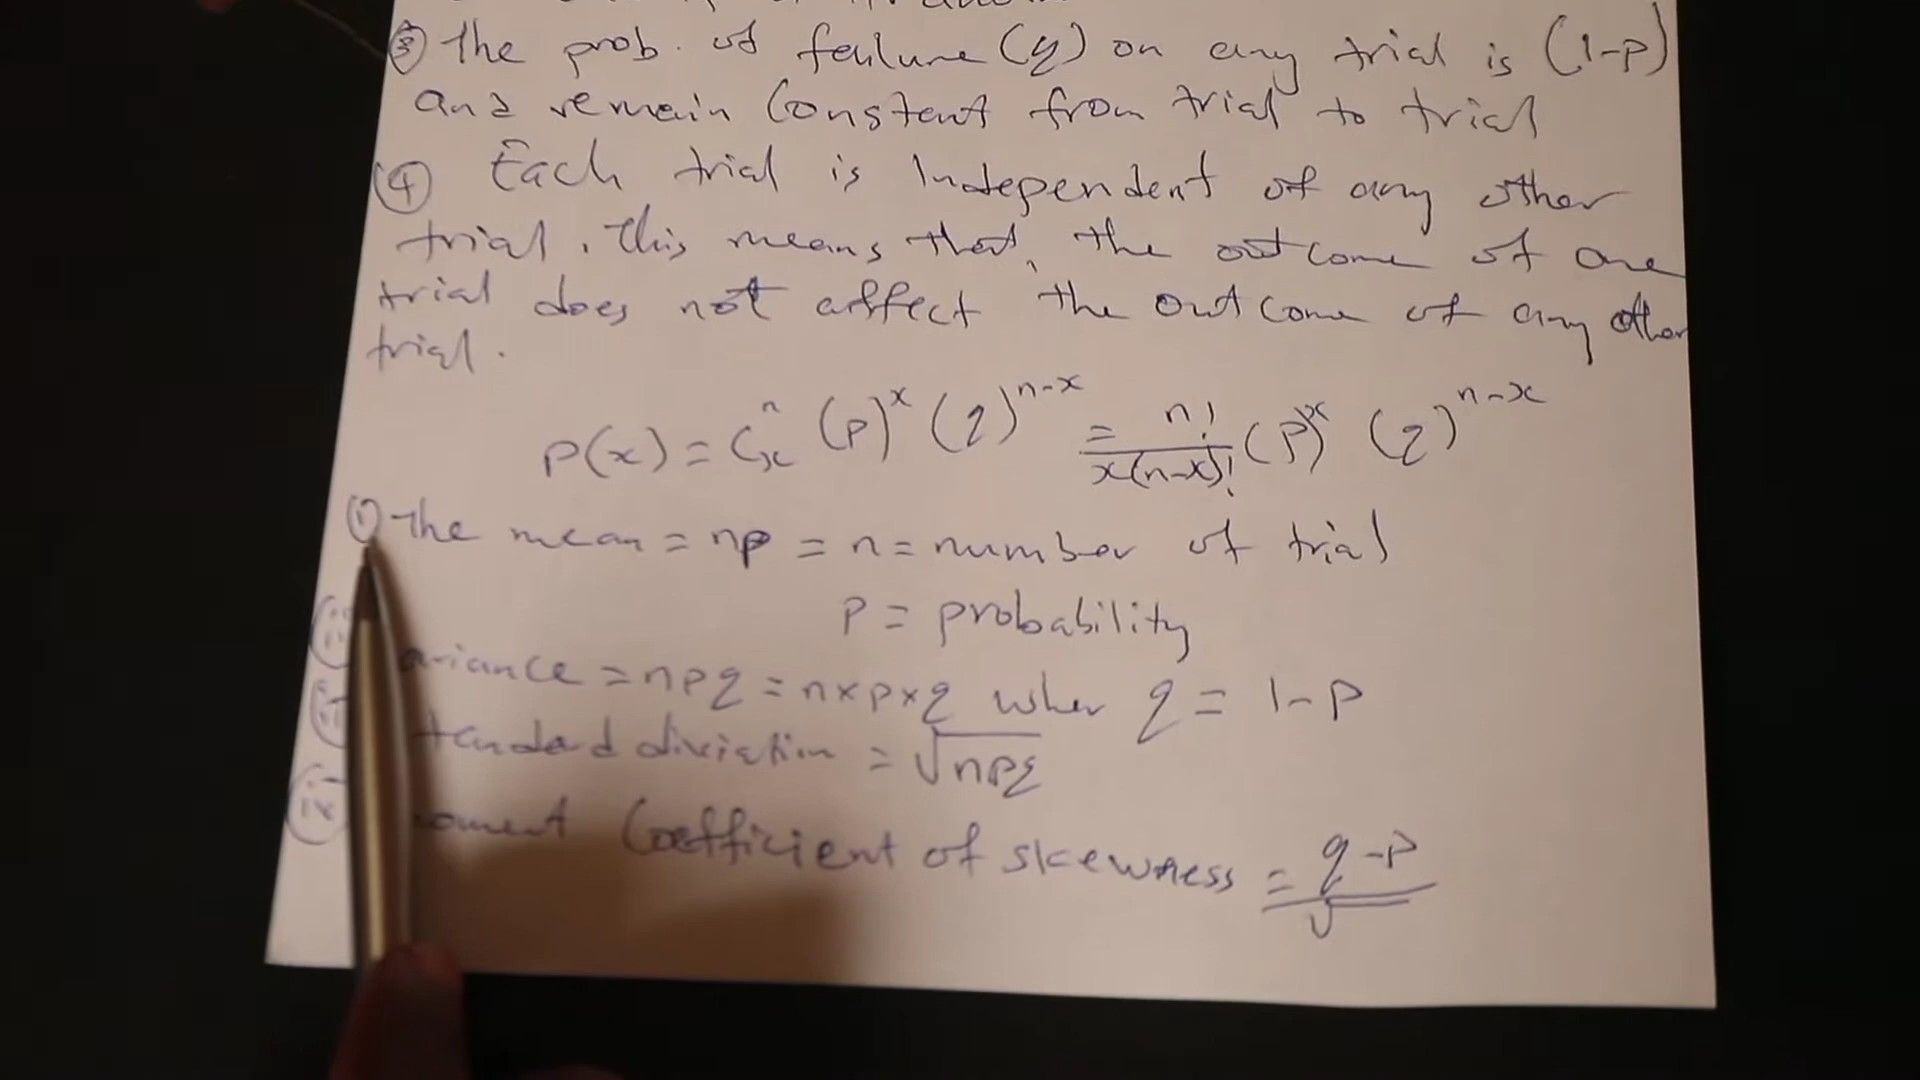 ③ The prob. of failure (q) on any trial is (1-p)
and remain Constant from trial to trial
④ Each trial is Independent of any other
trial. This means that, the outcome of one
trial does not affect the outcome of any other
trial.
P(x) = Cₓⁿ (p)ˣ (q)ⁿ⁻ˣ = n!/x(n-x)! (P)ˣ (q)ⁿ⁻ˣ
(i) The mean = np = n = number of trial
P = probability
(ii) ariance = npq = n×p×q wher q = 1-P
tandard diviation = √npq
oment Coefficient of skewness = q-P/√